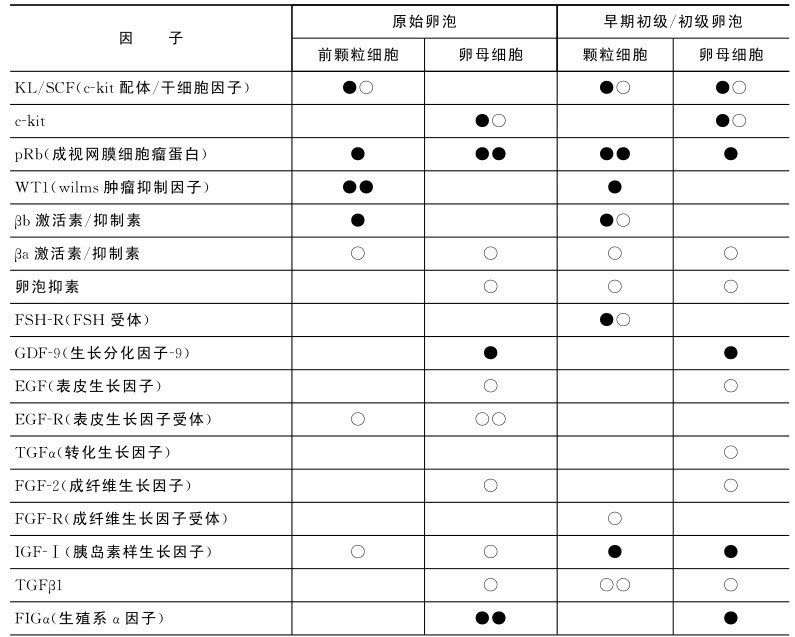 因 子 原始卵泡 早期初级/初级卵泡
前颗粒细胞 卵母细胞 颗粒细胞 卵母细胞
KL/SCF(c-kit 配体/干细胞因子) ●○ ●○ ●○
c-kit ●○ ●○
pRb(成视网膜细胞瘤蛋白) ● ●● ●● ●
WT1(wilms 肿瘤抑制因子) ●● ●
βb 激活素/抑制素 ● ●○
βa 激活素/抑制素 ○ ○ ○ ○
卵泡抑素 ○ ○ ○
FSH-R(FSH 受体) ●○
GDF-9(生长分化因子-9) ● ●
EGF(表皮生长因子) ○ ○
EGF-R(表皮生长因子受体) ○ ○○
TGFα(转化生长因子) ○
FGF-2(成纤维生长因子) ○ ○
FGF-R(成纤维生长因子受体) ○
IGF-Ⅰ(胰岛素样生长因子) ○ ○ ● ●
TGFβ1 ○ ○○ ○
FIGα(生殖系 α 因子) ●● ●